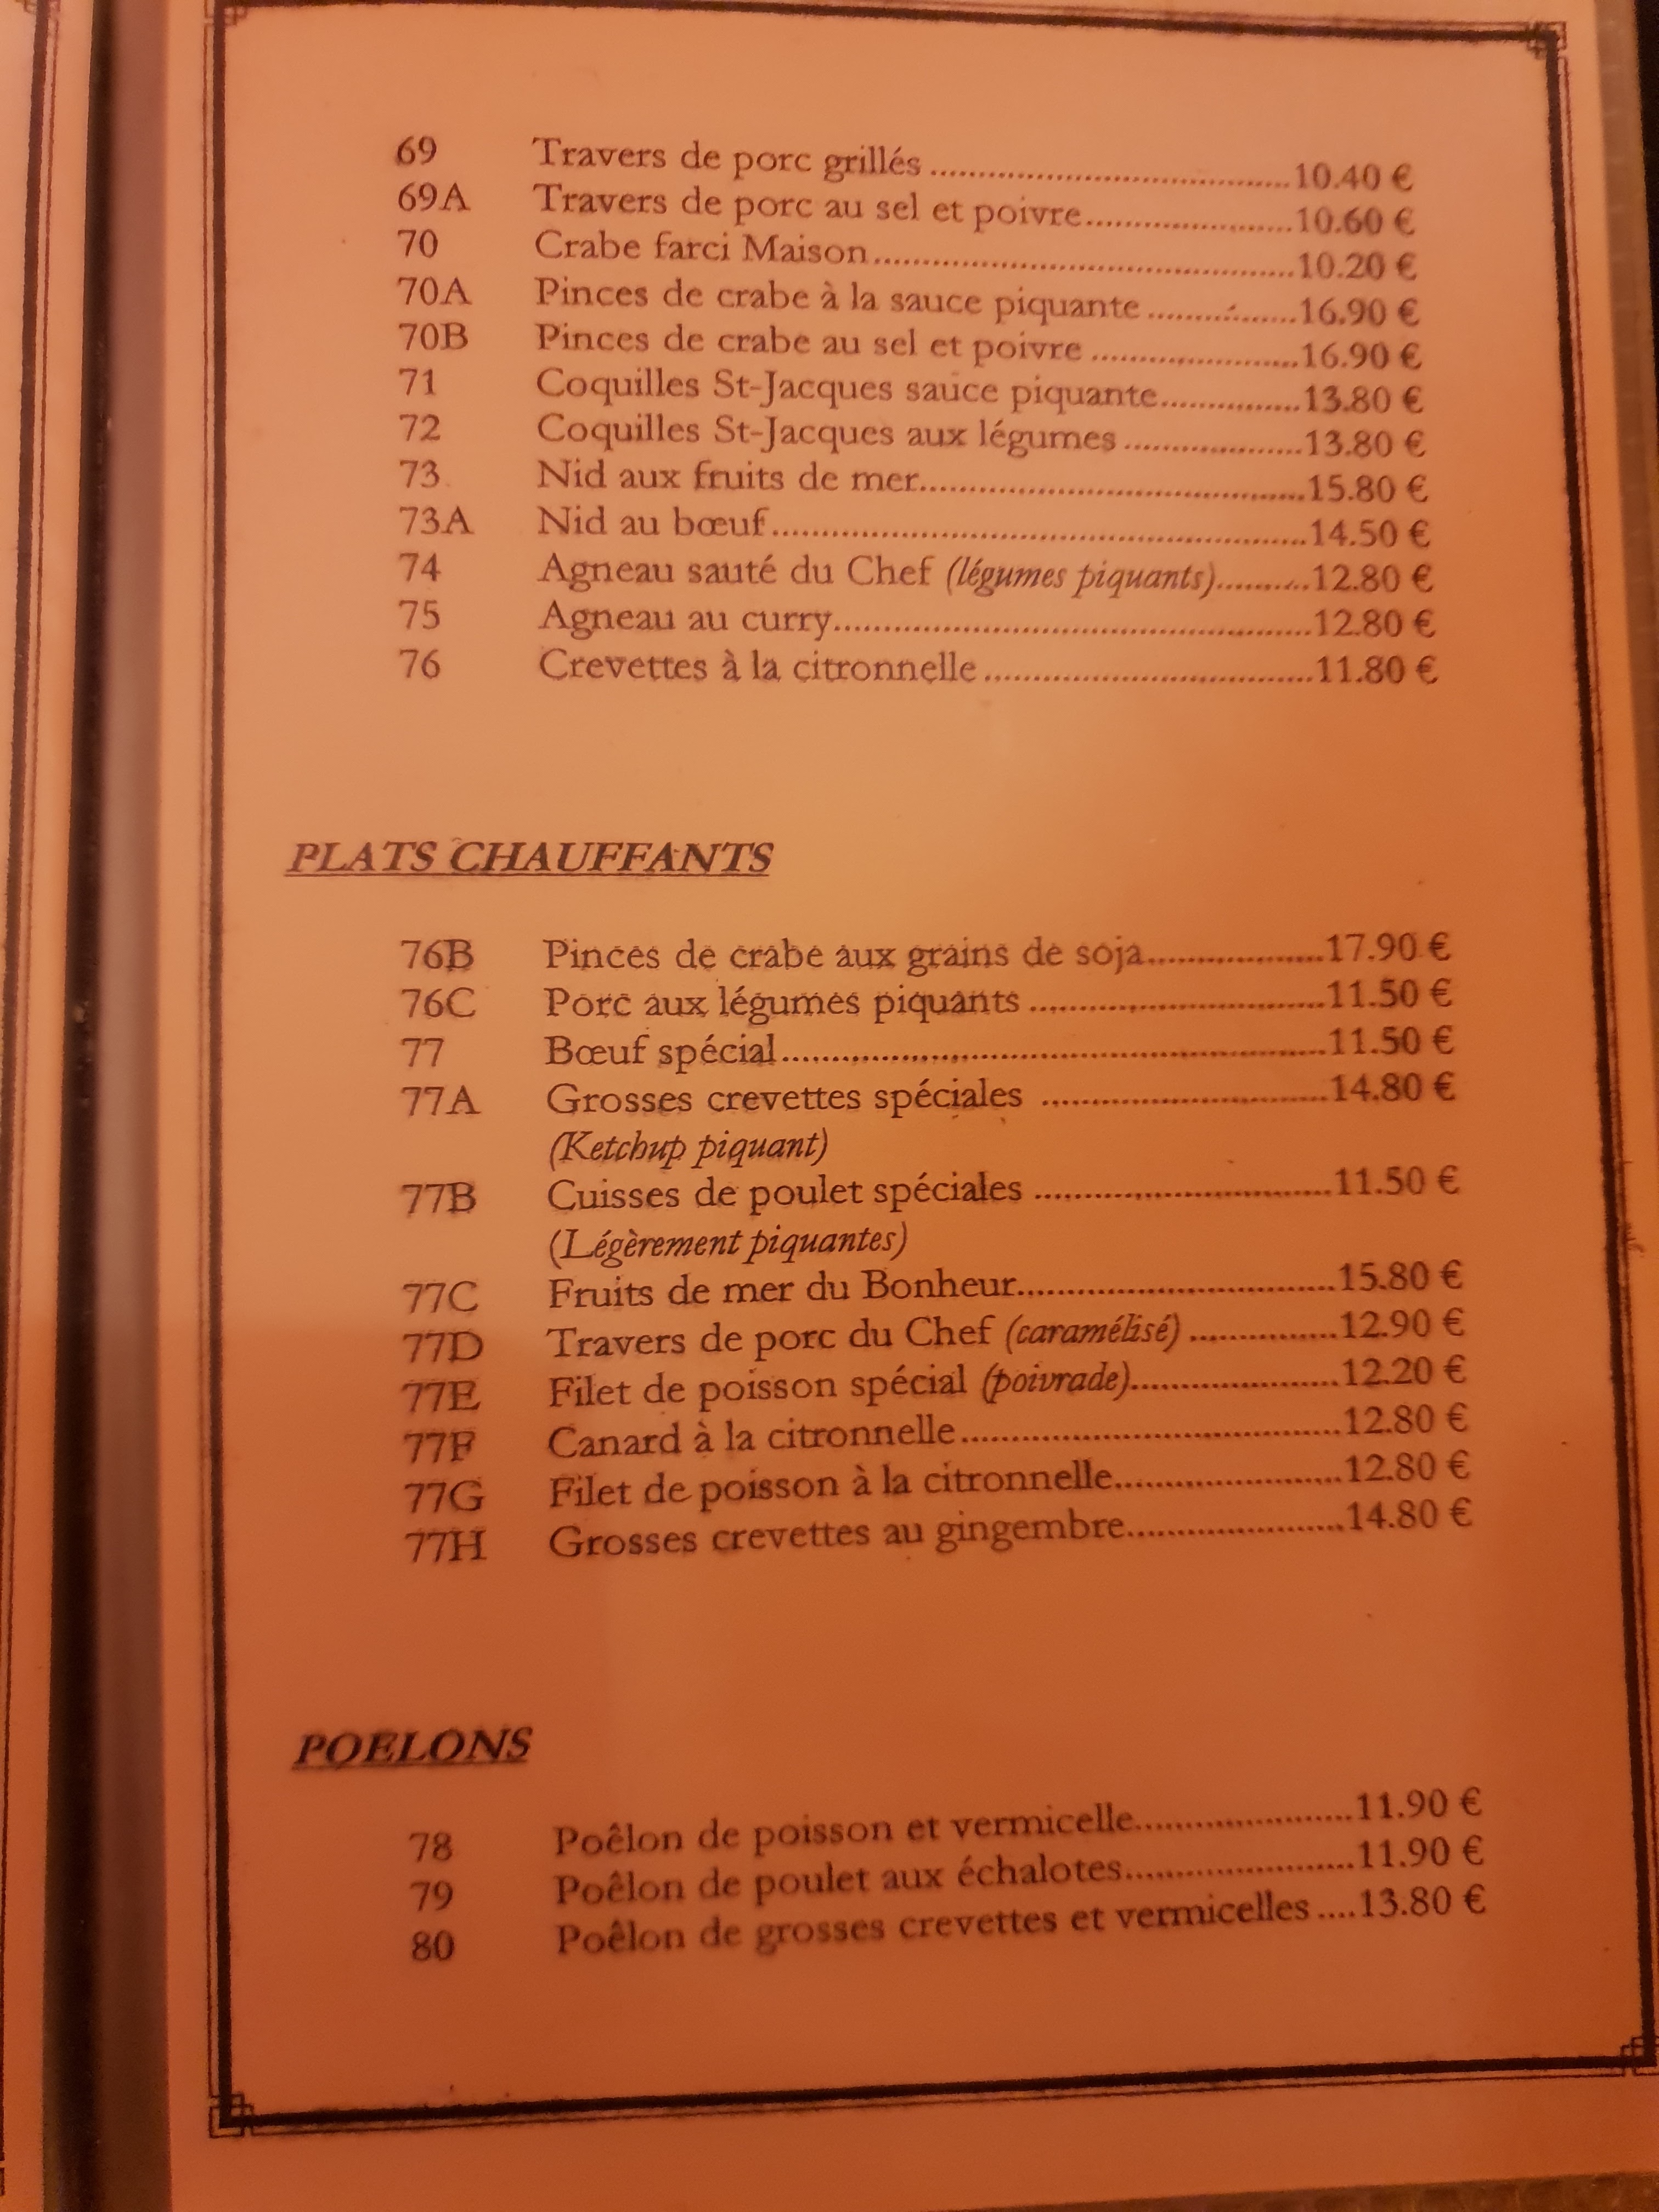 69 Travers de porc grillés ........................................ 10.40 €
69A Travers de porc au sel et poivre....................... 10.60 €
70 Crabe farci Maison............................................... 10.20 €
70A Pinces de crabe à la sauce piquante ................. 16.90 €
70B Pinces de crabe au sel et poivre ....................... 16.90 €
71 Coquilles St-Jacques sauce piquante................ 13.80 €
72 Coquilles St-Jacques aux légumes .................... 13.80 €
73 Nid aux fruits de mer........................................... 15.80 €
73A Nid au bœuf............................................................ 14.50 €
74 Agneau sauté du Chef (légumes piquants).......... 12.80 €
75 Agneau au curry..................................................... 12.80 €
76 Crevettes à la citronnelle ..................................... 11.80 €
PLATS CHAUFFANTS
76B Pinces de crabe aux grains de soja.................... 17.90 €
76C Porc aux légumes piquants ................................. 11.50 €
77 Bœuf spécial............................................................. 11.50 €
77A Grosses crevettes spéciales ................................ 14.80 €
(Ketchup piquant)
77B Cuisses de poulet spéciales ................................. 11.50 €
(Légèrement piquantes)
77C Fruits de mer du Bonheur.................................... 15.80 €
77D Travers de porc du Chef (caramélisé) ................ 12.90 €
77E Filet de poisson spécial (poivrade)....................... 12.20 €
77F Canard à la citronnelle.......................................... 12.80 €
77G Filet de poisson à la citronnelle......................... 12.80 €
77H Grosses crevettes au gingembre........................ 14.80 €
POELONS
78 Poêlon de poisson et vermicelle........................ 11.90 €
79 Poêlon de poulet aux échalotes......................... 11.90 €
80 Poêlon de grosses crevettes et vermicelles .... 13.80 €